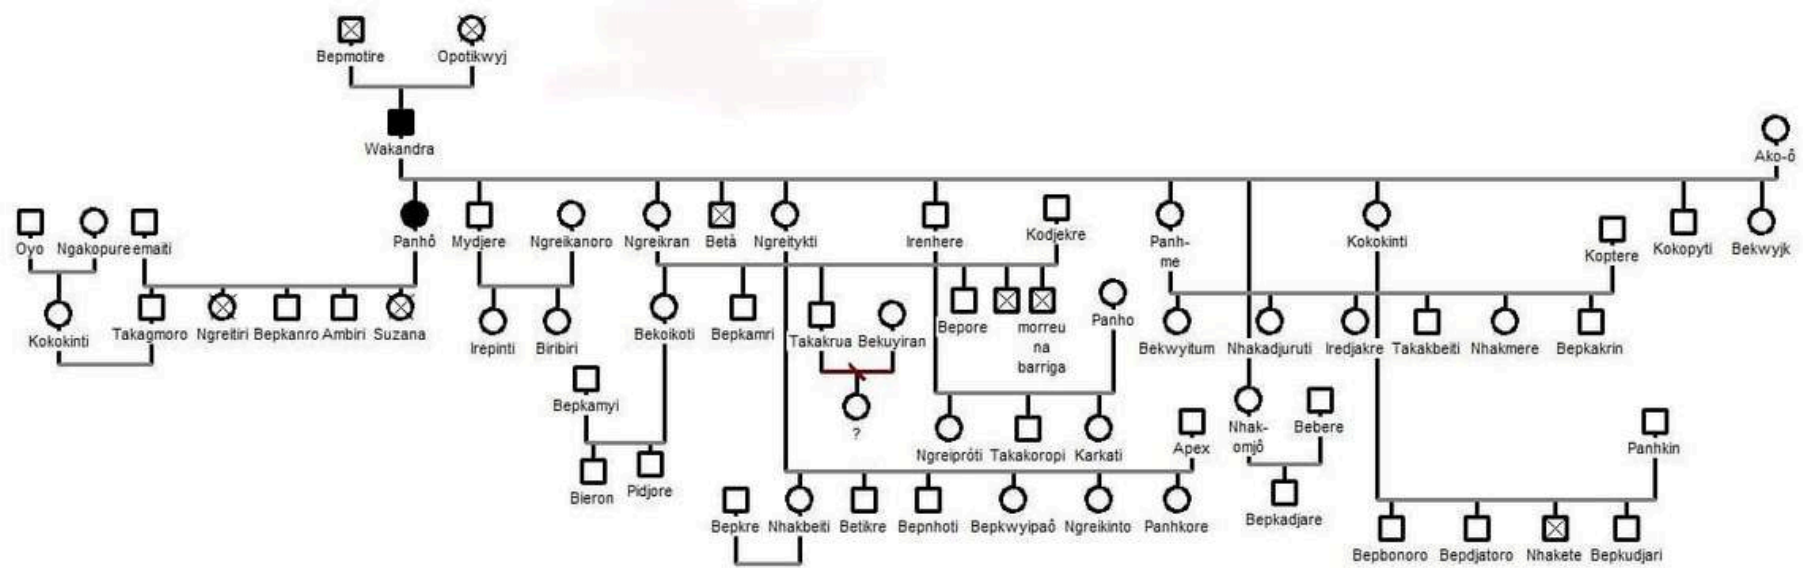 Bepmotire Opotikwyj
Wakandra
Ako-ô
Oyo Ngakopure emaiti Panhô Mydjere Ngreikanoro Ngreikran Betà Ngreitykti Irenhere Kodjekre Panh-
me Kokokinti Koptere Kokopyti Bekwyjk
Kokokinti Takagmoro Ngreitiri Bepkanro Ambiri Suzana Irepinti Biribiri Bekoikoti Bepkamri Takakrua Bekuyiran Bepore morreu
na
barriga
Panho Bekwyitum Nhakadjuruti Iredjakre Takakbeiti Nhakmere Bepkakrin
Bepkamyi ? Ngreipróti Takakoropi Karkati Apex Nhak-
omjô
Bebere Panhkin
Bieron Pidjore Bepkre Nhakbeiti Betikre Bepnhoti Bepkwyipaô Ngreikinto Panhkore Bepkadjare
Bepbonoro Bepdjatoro Nhakete Bepkudjari